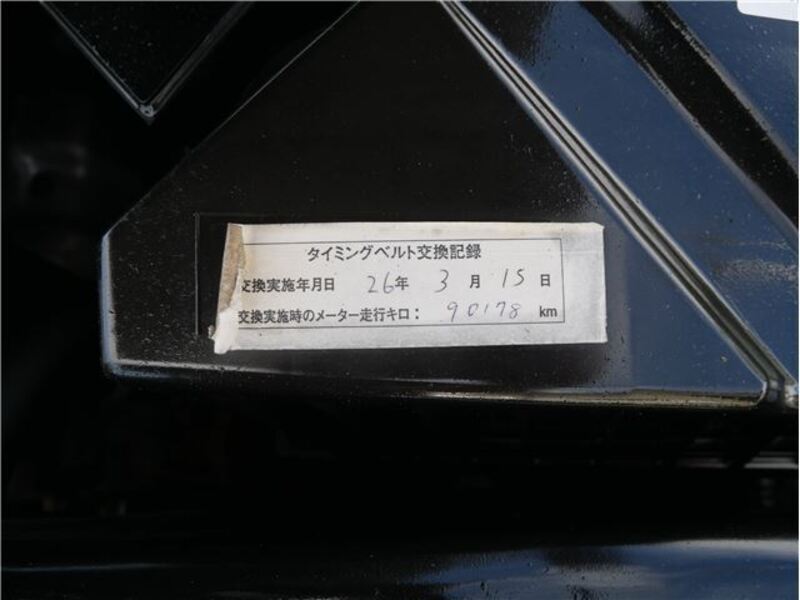 タイミングベルト交換記録
交換実施年月日 26年 3月 15日
交換実施時のメーター走行キロ: 90178 km